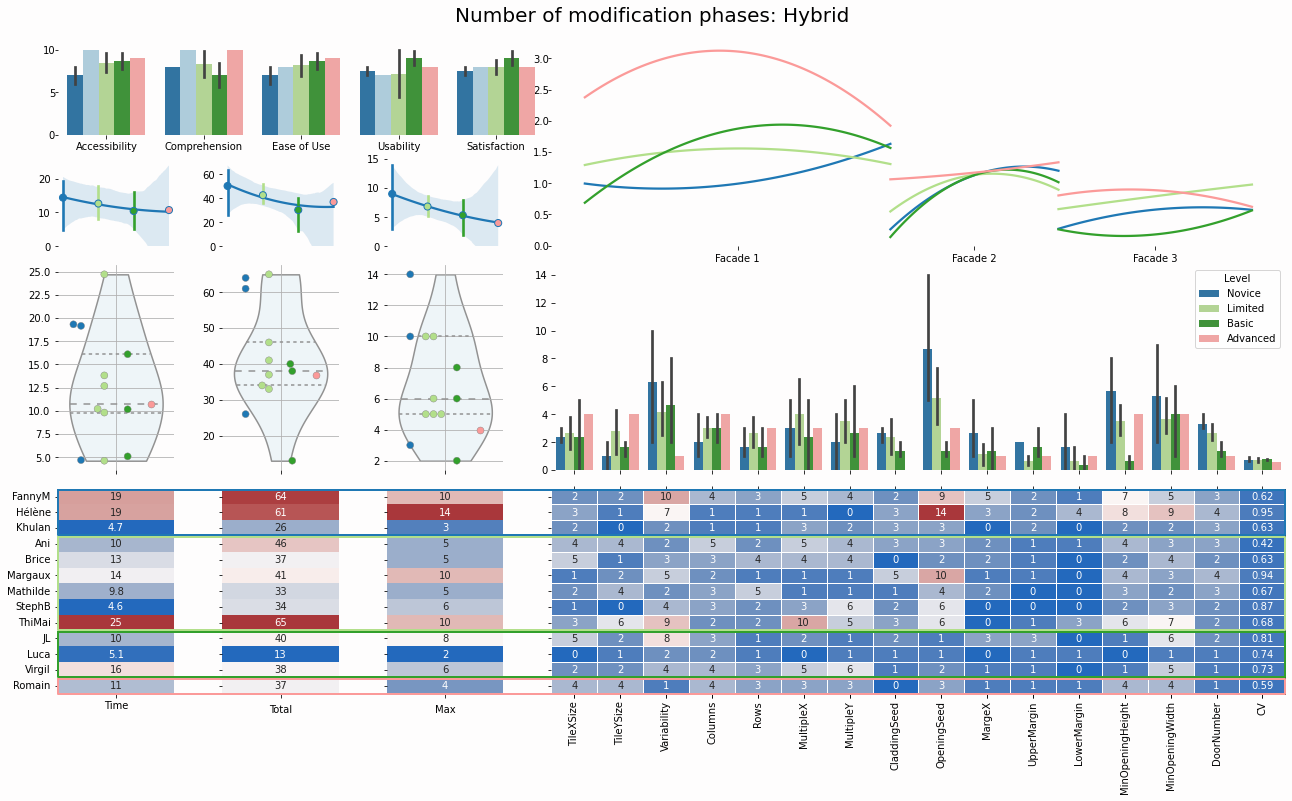 Number of modification phases: Hybrid
10
5
0
Accessibility Comprehension Ease of Use Usability Satisfaction
3.0
2.5
2.0
1.5
1.0
0.5
0.0
Facade 1 Facade 2 Facade 3
20
10
0
60
40
20
0
15
10
5
0
25.0
22.5
20.0
17.5
15.0
12.5
10.0
7.5
5.0
60
50
40
30
20
14
12
10
8
6
4
2
14
12
10
8
6
4
2
0
Level
Novice
Limited
Basic
Advanced
FannyM 19 64 10 2 2 10 4 3 5 4 2 9 5 2 1 7 5 3 0.62
Hélène 19 61 14 3 1 7 1 1 1 0 3 14 3 2 4 8 9 4 0.95
Khulan 4.7 26 3 2 0 2 1 1 3 2 3 3 0 2 0 2 2 3 0.63
Ani 10 46 5 4 4 2 5 2 5 4 3 3 2 1 1 4 3 3 0.42
Brice 13 37 5 5 1 3 3 4 4 4 0 2 2 1 0 2 4 2 0.63
Margaux 14 41 10 1 2 5 2 1 1 1 5 10 1 1 0 4 3 4 0.94
Mathilde 9.8 33 5 2 4 2 3 5 1 1 1 4 2 0 0 3 2 3 0.67
StephB 4.6 34 6 1 0 4 3 2 3 6 2 6 0 0 0 2 3 2 0.87
ThiMai 25 65 10 3 6 9 2 2 10 5 3 6 0 1 3 6 7 2 0.68
JL 10 40 8 5 2 8 3 1 2 1 2 1 3 3 0 1 6 2 0.81
Luca 5.1 13 2 0 1 2 2 1 0 1 1 1 0 1 1 0 1 1 0.74
Virgil 16 38 6 2 2 4 4 3 5 6 1 2 1 1 0 1 5 1 0.73
Romain 11 37 4 4 4 1 4 3 3 3 0 3 1 1 1 4 4 1 0.59
Time Total Max TileXSize TileYSize Variability Columns Rows MultipleX MultipleY CladdingSeed OpeningSeed MargeX UpperMargin LowerMargin MinOpeningHeight MinOpeningWidth DoorNumber CV